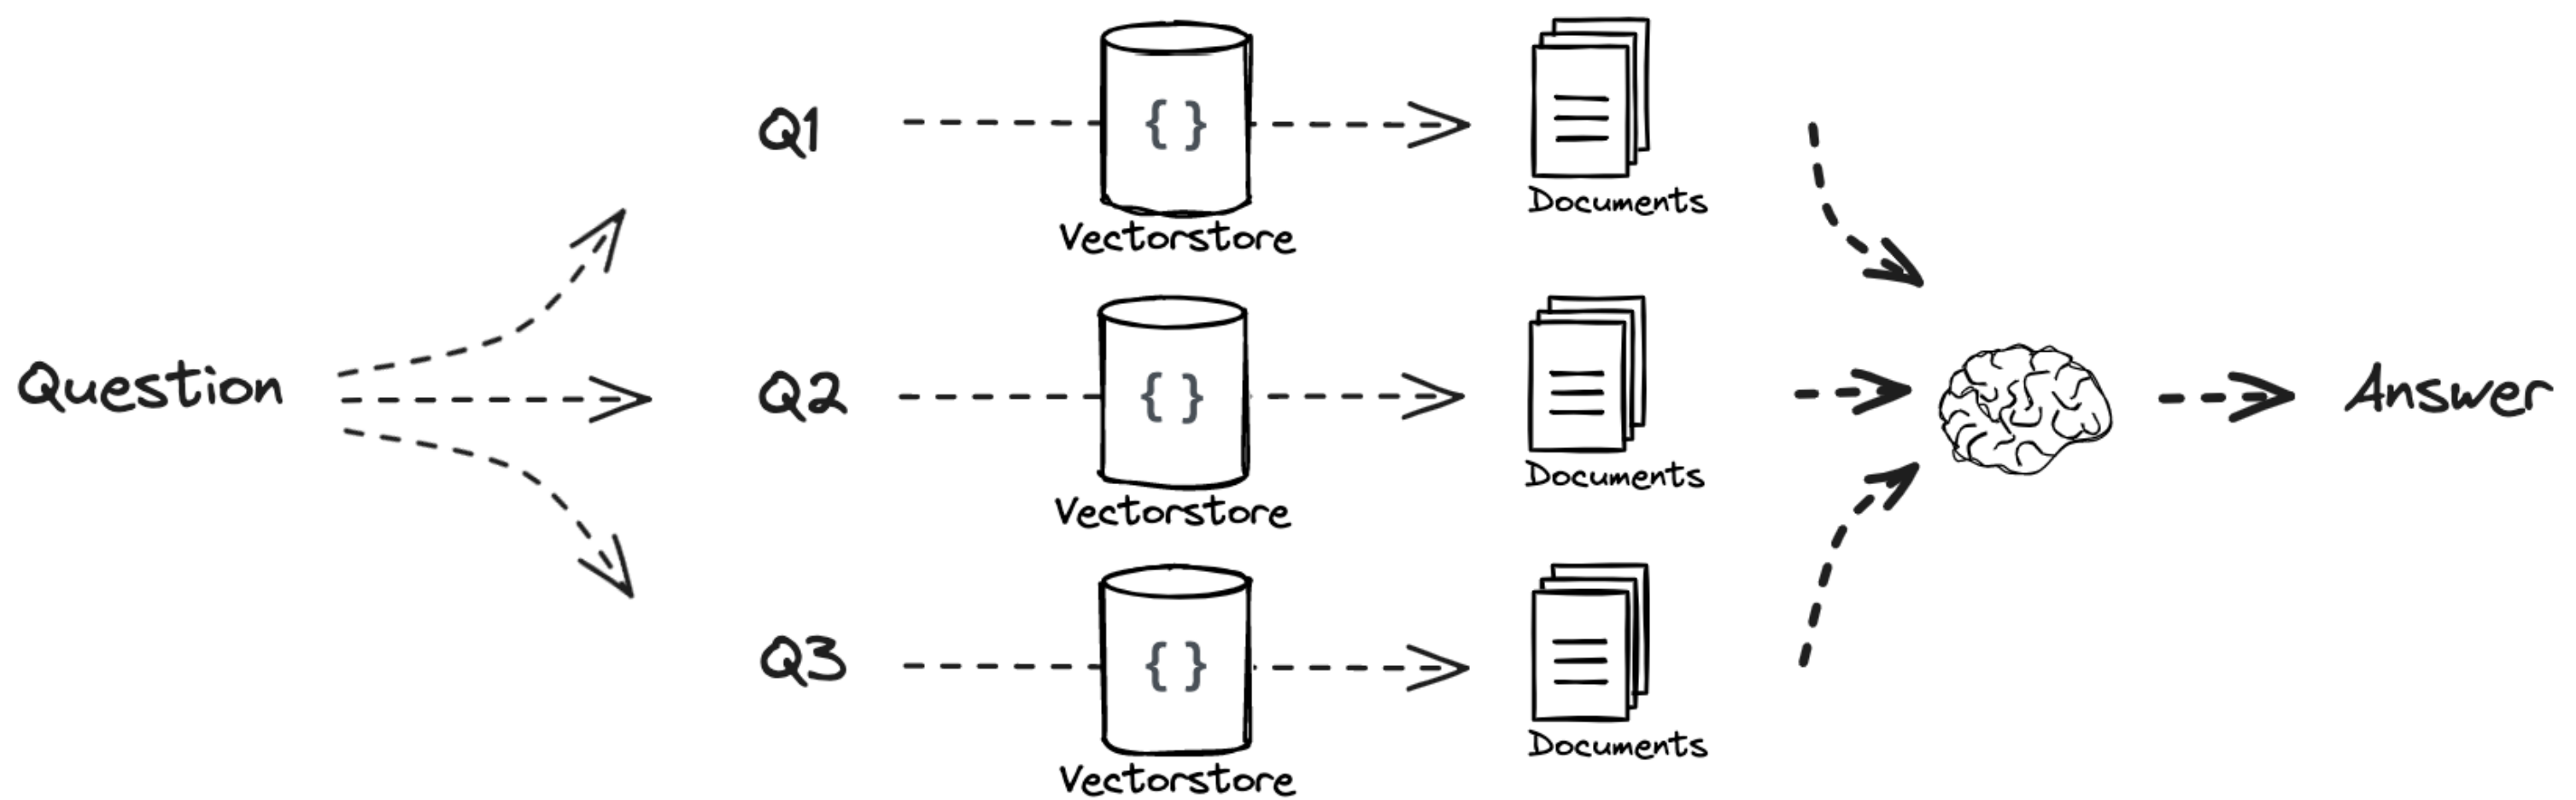 Question
Q1
{ }
Vectorstore
Documents
Q2
{ }
Vectorstore
Documents
Q3
{ }
Vectorstore
Documents
Answer